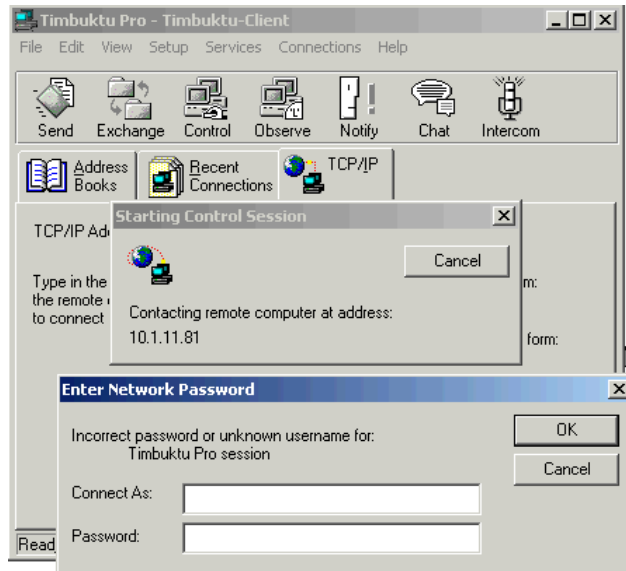 Timbuktu Pro - Timbuktu-Client
File Edit View Setup Services Connections Help
Send Exchange Control Observe Notify Chat Intercom
Address Books
Recent Connections
TCP/IP
TCP/IP
Starting Control Session
Cancel
Type in the
the remote
to connect
m:
form:
Contacting remote computer at address:
10.1.11.81
Enter Network Password
Incorrect password or unknown username for:
Timbuktu Pro session
OK
Cancel
Connect As:
Password:
Read